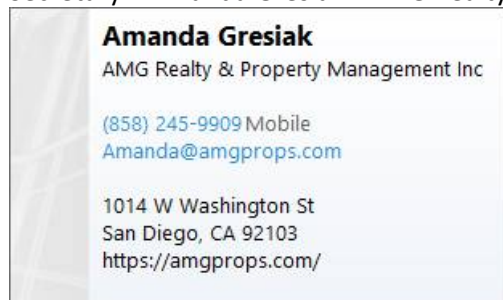 Amanda Gresiak
AMG Realty & Property Management Inc
(858) 245-9909 Mobile
Amanda@amgprops.com
1014 W Washington St
San Diego, CA 92103
https://amgprops.com/